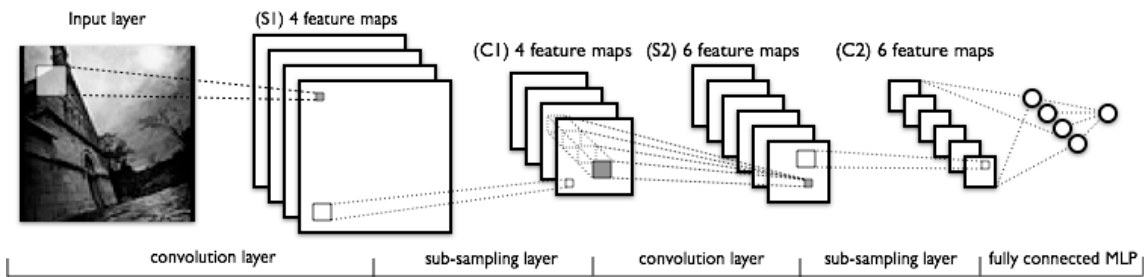 Input layer
(S1) 4 feature maps
(C1) 4 feature maps
(S2) 6 feature maps
(C2) 6 feature maps
convolution layer
sub-sampling layer
convolution layer
sub-sampling layer
fully connected MLP